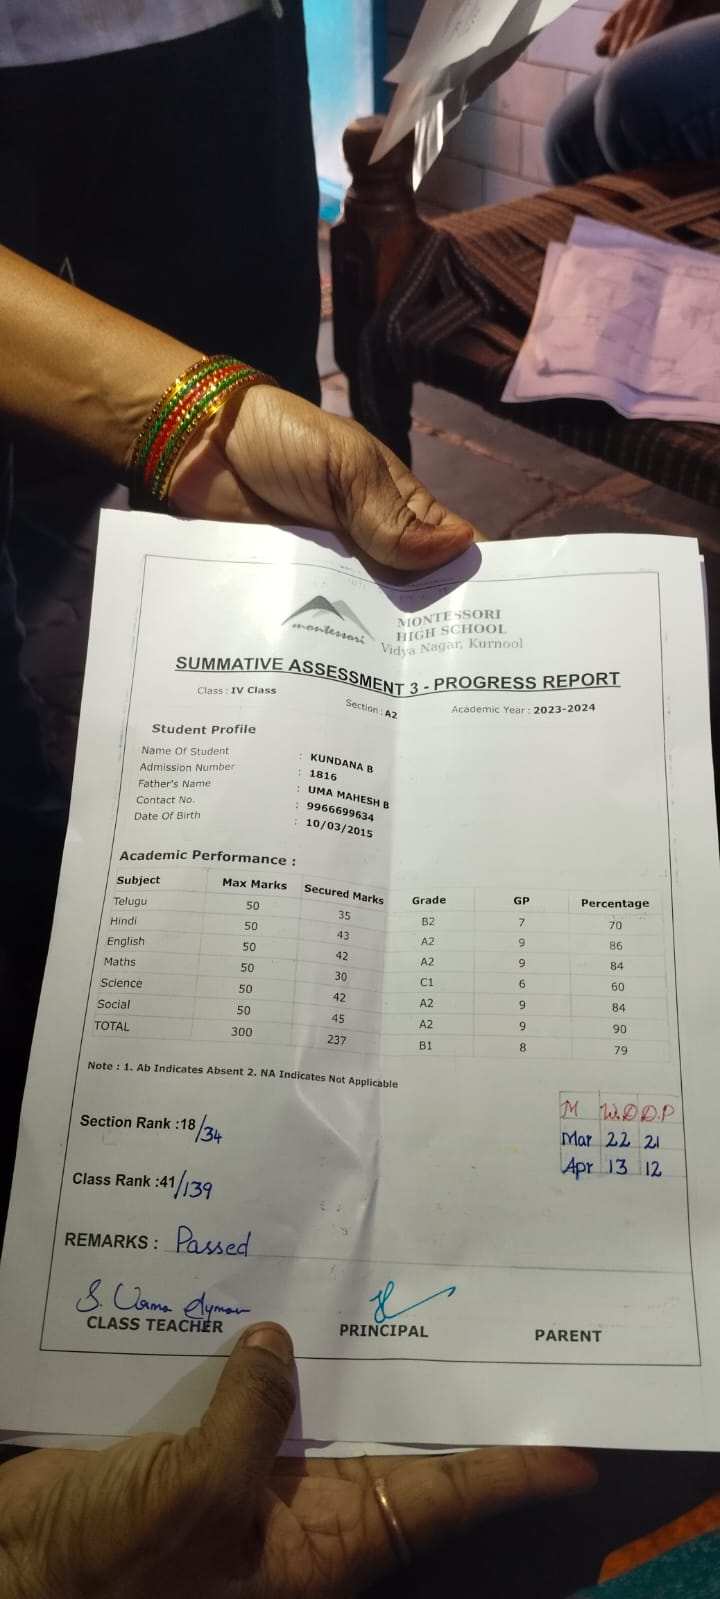 montessori
MONTESSORI
HIGH SCHOOL
Vidya Nagar, Kurnool
SUMMATIVE ASSESSMENT 3 - PROGRESS REPORT
Class : IV Class Section : A2 Academic Year : 2023-2024
Student Profile
Name Of Student : KUNDANA B
Admission Number : 1816
Father's Name : UMA MAHESH B
Contact No. : 9966699634
Date Of Birth : 10/03/2015
Academic Performance :
Subject Max Marks Secured Marks Grade GP Percentage
Telugu 50 35 B2 7 70
Hindi 50 43 A2 9 86
English 50 42 A2 9 84
Maths 50 30 C1 6 60
Science 50 42 A2 9 84
Social 50 45 A2 9 90
TOTAL 300 237 B1 8 79
Note : 1. Ab Indicates Absent 2. NA Indicates Not Applicable
M W.D D.P
Mar 22 21
Apr 13 12
Section Rank :18/34
Class Rank :41/139
REMARKS : Passed
CLASS TEACHER PRINCIPAL PARENT